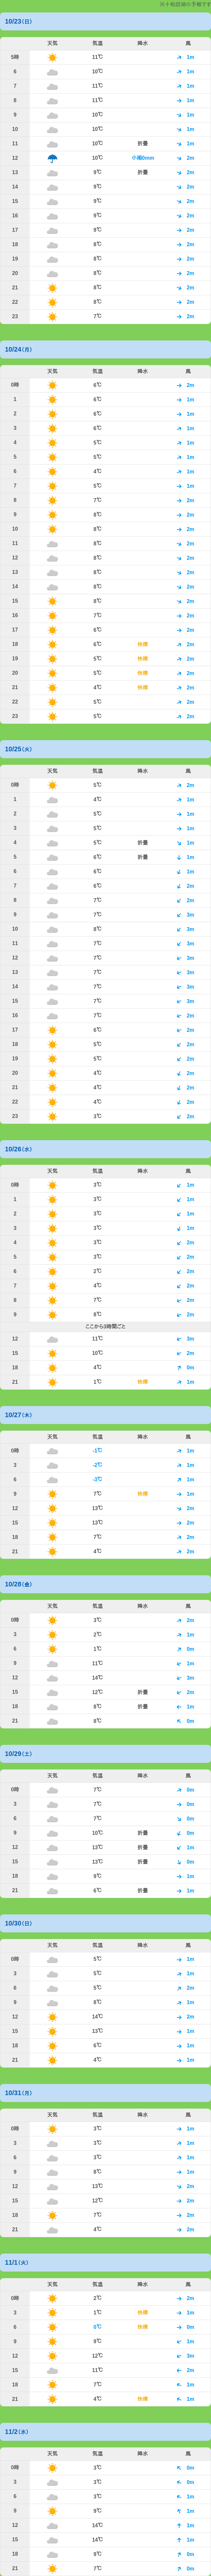 ※十和田湖の予報です
10/23(日)
天気 気温 降水 風
5時 11℃ 1m
6 10℃ 1m
7 11℃ 1m
8 11℃ 1m
9 10℃ 1m
10 10℃ 1m
11 10℃ 折畳 1m
12 10℃ 小雨0mm 2m
13 9℃ 折畳 2m
14 9℃ 2m
15 9℃ 2m
16 9℃ 2m
17 9℃ 2m
18 8℃ 2m
19 8℃ 2m
20 8℃ 2m
21 8℃ 2m
22 8℃ 2m
23 7℃ 2m
10/24(月)
天気 気温 降水 風
0時 6℃ 2m
1 6℃ 1m
2 6℃ 1m
3 6℃ 1m
4 5℃ 1m
5 5℃ 1m
6 4℃ 1m
7 5℃ 1m
8 7℃ 2m
9 8℃ 2m
10 8℃ 2m
11 8℃ 2m
12 8℃ 2m
13 8℃ 2m
14 8℃ 2m
15 8℃ 2m
16 7℃ 2m
17 6℃ 2m
18 6℃ 快晴 2m
19 5℃ 快晴 2m
20 5℃ 快晴 2m
21 4℃ 快晴 2m
22 5℃ 2m
23 5℃ 2m
10/25(火)
天気 気温 降水 風
0時 5℃ 2m
1 4℃ 1m
2 5℃ 1m
3 5℃ 1m
4 5℃ 折畳 1m
5 6℃ 折畳 1m
6 6℃ 1m
7 6℃ 2m
8 7℃ 2m
9 7℃ 3m
10 8℃ 3m
11 7℃ 3m
12 7℃ 3m
13 7℃ 3m
14 7℃ 3m
15 7℃ 3m
16 7℃ 2m
17 6℃ 2m
18 5℃ 2m
19 5℃ 2m
20 4℃ 2m
21 4℃ 2m
22 4℃ 2m
23 3℃ 2m
10/26(水)
天気 気温 降水 風
0時 3℃ 1m
1 3℃ 1m
2 3℃ 1m
3 3℃ 1m
4 3℃ 2m
5 3℃ 2m
6 2℃ 2m
7 4℃ 2m
8 7℃ 2m
9 8℃ 2m
ここから3時間ごと
12 11℃ 3m
15 10℃ 2m
18 4℃ 0m
21 1℃ 快晴 1m
10/27(木)
天気 気温 降水 風
0時 -1℃ 1m
3 -2℃ 1m
6 -3℃ 1m
9 7℃ 快晴 1m
12 13℃ 2m
15 13℃ 2m
18 7℃ 2m
21 4℃ 2m
10/28(金)
天気 気温 降水 風
0時 3℃ 2m
3 2℃ 1m
6 1℃ 0m
9 11℃ 1m
12 14℃ 3m
15 12℃ 折畳 2m
18 8℃ 折畳 1m
21 8℃ 0m
10/29(土)
天気 気温 降水 風
0時 7℃ 0m
3 7℃ 0m
6 7℃ 0m
9 10℃ 折畳 0m
12 13℃ 折畳 1m
15 13℃ 折畳 0m
18 9℃ 1m
21 6℃ 折畳 1m
10/30(日)
天気 気温 降水 風
0時 5℃ 1m
3 5℃ 1m
6 5℃ 2m
9 8℃ 1m
12 14℃ 2m
15 13℃ 1m
18 6℃ 1m
21 4℃ 1m
10/31(月)
天気 気温 降水 風
0時 3℃ 1m
3 3℃ 1m
6 3℃ 1m
9 8℃ 1m
12 13℃ 2m
15 12℃ 2m
18 7℃ 2m
21 4℃ 2m
11/1(火)
天気 気温 降水 風
0時 2℃ 2m
3 1℃ 快晴 1m
6 0℃ 快晴 0m
9 9℃ 1m
12 12℃ 3m
15 11℃ 2m
18 7℃ 1m
21 4℃ 快晴 1m
11/2(水)
天気 気温 降水 風
0時 3℃ 0m
3 3℃ 0m
6 3℃ 1m
9 9℃ 1m
12 14℃ 1m
15 14℃ 1m
18 9℃ 0m
21 7℃ 0m